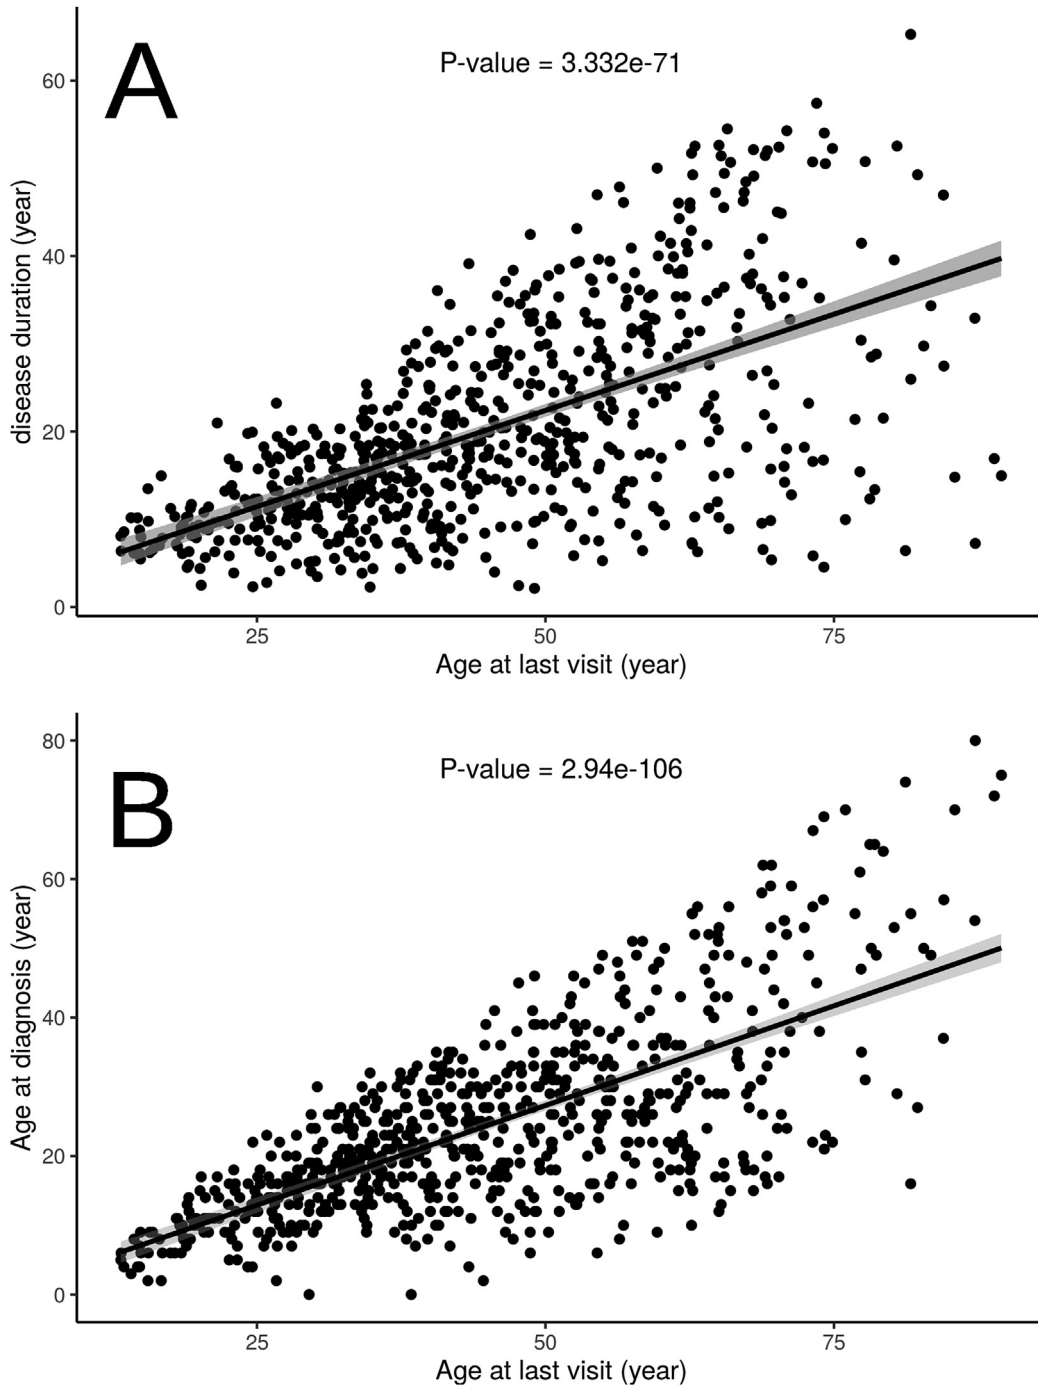 A
P-value = 3.332e-71
60
40
20
0
disease duration (year)
25 50 75
Age at last visit (year)
B
P-value = 2.94e-106
80
60
40
20
0
Age at diagnosis (year)
25 50 75
Age at last visit (year)